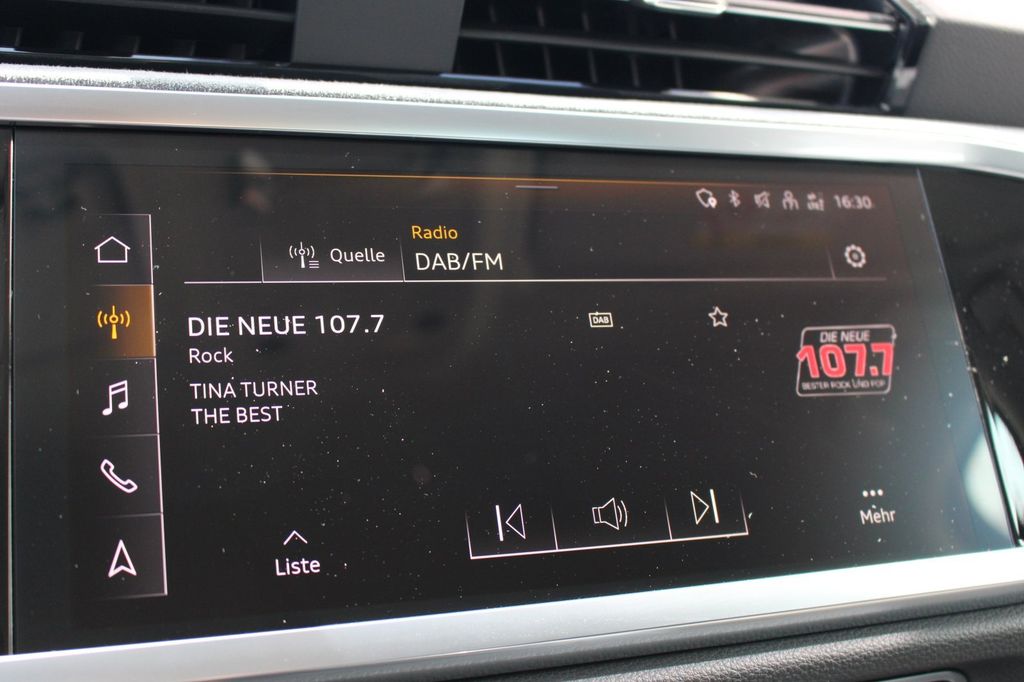 16:30
Radio
Quelle
DAB/FM
DIE NEUE 107.7
DAB
Rock
TINA TURNER
THE BEST
DIE NEUE
107.7
BESTER ROCK UND POP
Liste
Mehr